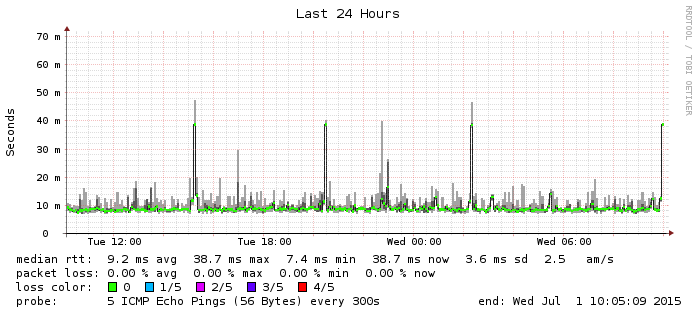 Last 24 Hours
RRDTOOL / TOBI OETIKER
Seconds
70 m
60 m
50 m
40 m
30 m
20 m
10 m
0
Tue 12:00 Tue 18:00 Wed 00:00 Wed 06:00
median rtt: 9.2 ms avg 38.7 ms max 7.4 ms min 38.7 ms now 3.6 ms sd 2.5 am/s
packet loss: 0.00 % avg 0.00 % max 0.00 % min 0.00 % now
loss color: 0 1/5 2/5 3/5 4/5
probe: 5 ICMP Echo Pings (56 Bytes) every 300s end: Wed Jul 1 10:05:09 2015